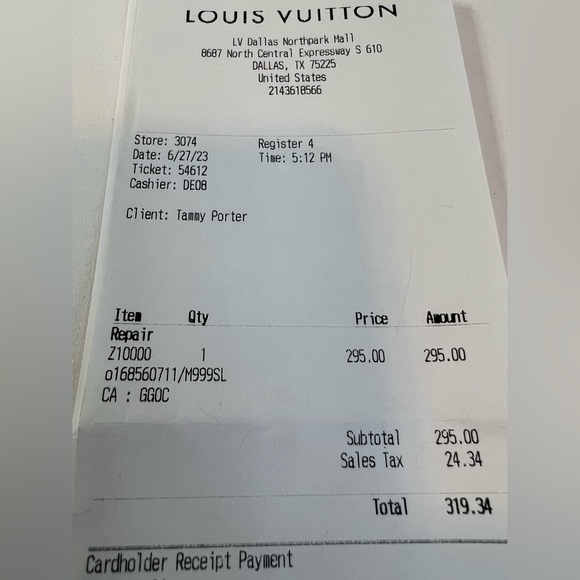 LOUIS VUITTON
LV Dallas Northpark Mall
8687 North Central Expressway S 610
DALLAS, TX 75225
United States
2143618566
Store: 3074 Register 4
Date: 6/27/23 Time: 5:12 PM
Ticket: 54612
Cashier: DE08
Client: Tammy Porter
Item Qty Price Amount
Repair
Z10000 1 295.00 295.00
o168560711/M999SL
CA : GGOC
Subtotal 295.00
Sales Tax 24.34
Total 319.34
Cardholder Receipt Payment